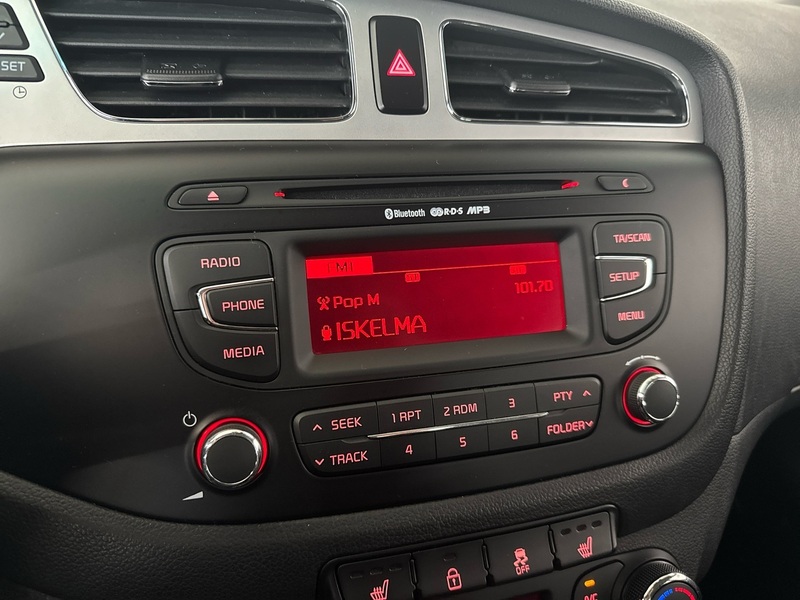 SET
Bluetooth R·D·S MP3
RADIO
PHONE
MEDIA
FM1
101.70
Pop M
ISKELMA
TA/SCAN
SETUP
MENU
SEEK 1 RPT 2 RDM 3 PTY
TRACK 4 5 6 FOLDER
OFF
A/C